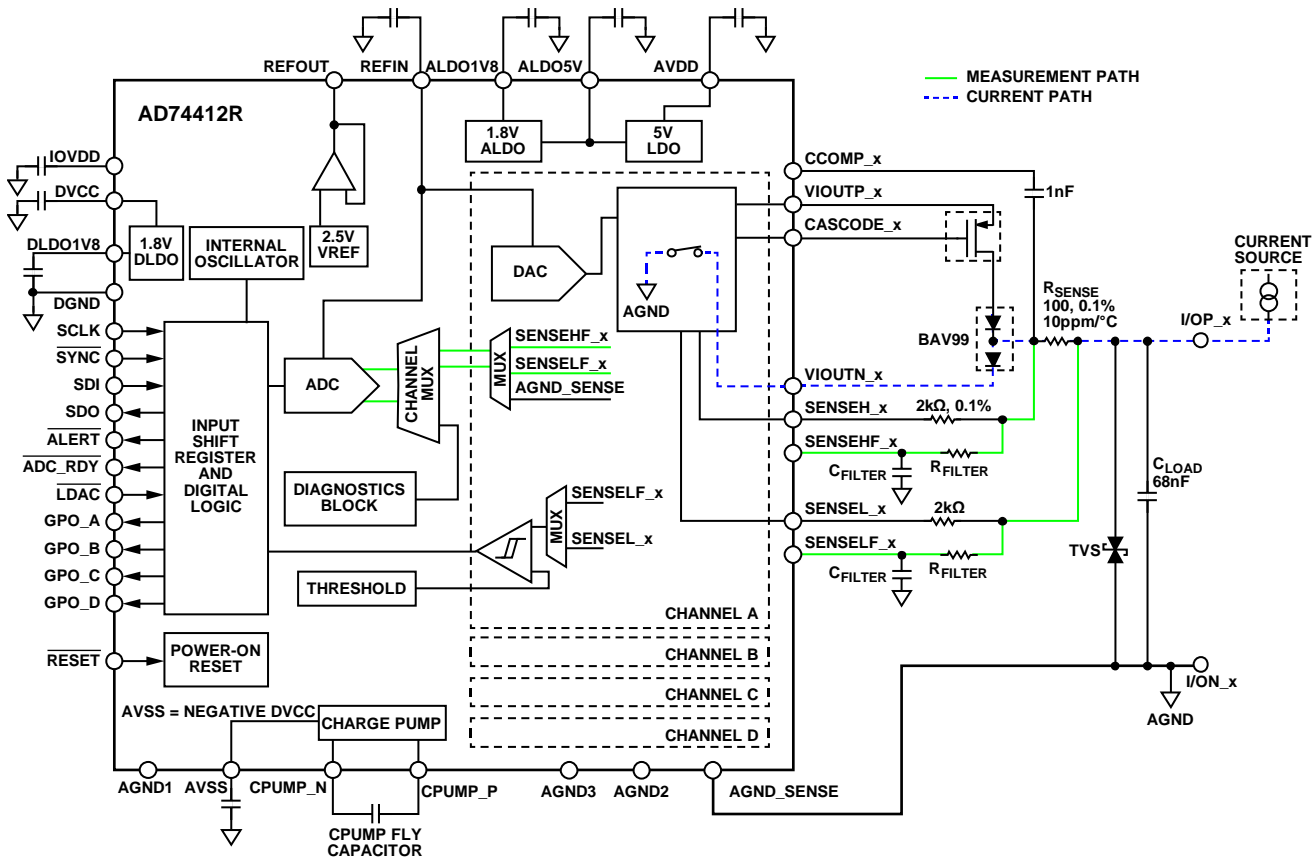 REFOUT
REFIN
ALDO1V8
ALDO5V
AVDD
MEASUREMENT PATH
CURRENT PATH
AD74412R
1.8V
ALDO
5V
LDO
IOVDD
DVCC
DLDO1V8
DGND
1.8V
DLDO
INTERNAL
OSCILLATOR
2.5V
VREF
DAC
AGND
CCOMP_x
VIOUTP_x
CASCODE_x
1nF
CURRENT
SOURCE
RSENSE
100, 0.1%
10ppm/°C
I/OP_x
BAV99
VIOUTN_x
SCLK
SYNC
SDI
SDO
ALERT
ADC_RDY
LDAC
GPO_A
GPO_B
GPO_C
GPO_D
INPUT
SHIFT
REGISTER
AND
DIGITAL
LOGIC
ADC
CHANNEL
MUX
MUX
SENSEHF_x
SENSELF_x
AGND_SENSE
SENSEH_x
2kΩ, 0.1%
SENSEHF_x
CFILTER
RFILTER
SENSEL_x
2kΩ
SENSELF_x
CFILTER
RFILTER
CLOAD
68nF
TVS
DIAGNOSTICS
BLOCK
MUX
SENSELF_x
SENSEL_x
THRESHOLD
CHANNEL A
CHANNEL B
CHANNEL C
CHANNEL D
RESET
POWER-ON
RESET
I/ON_x
AGND
AVSS = NEGATIVE DVCC
CHARGE PUMP
AGND1
AVSS
CPUMP_N
CPUMP_P
AGND3
AGND2
AGND_SENSE
CPUMP FLY
CAPACITOR